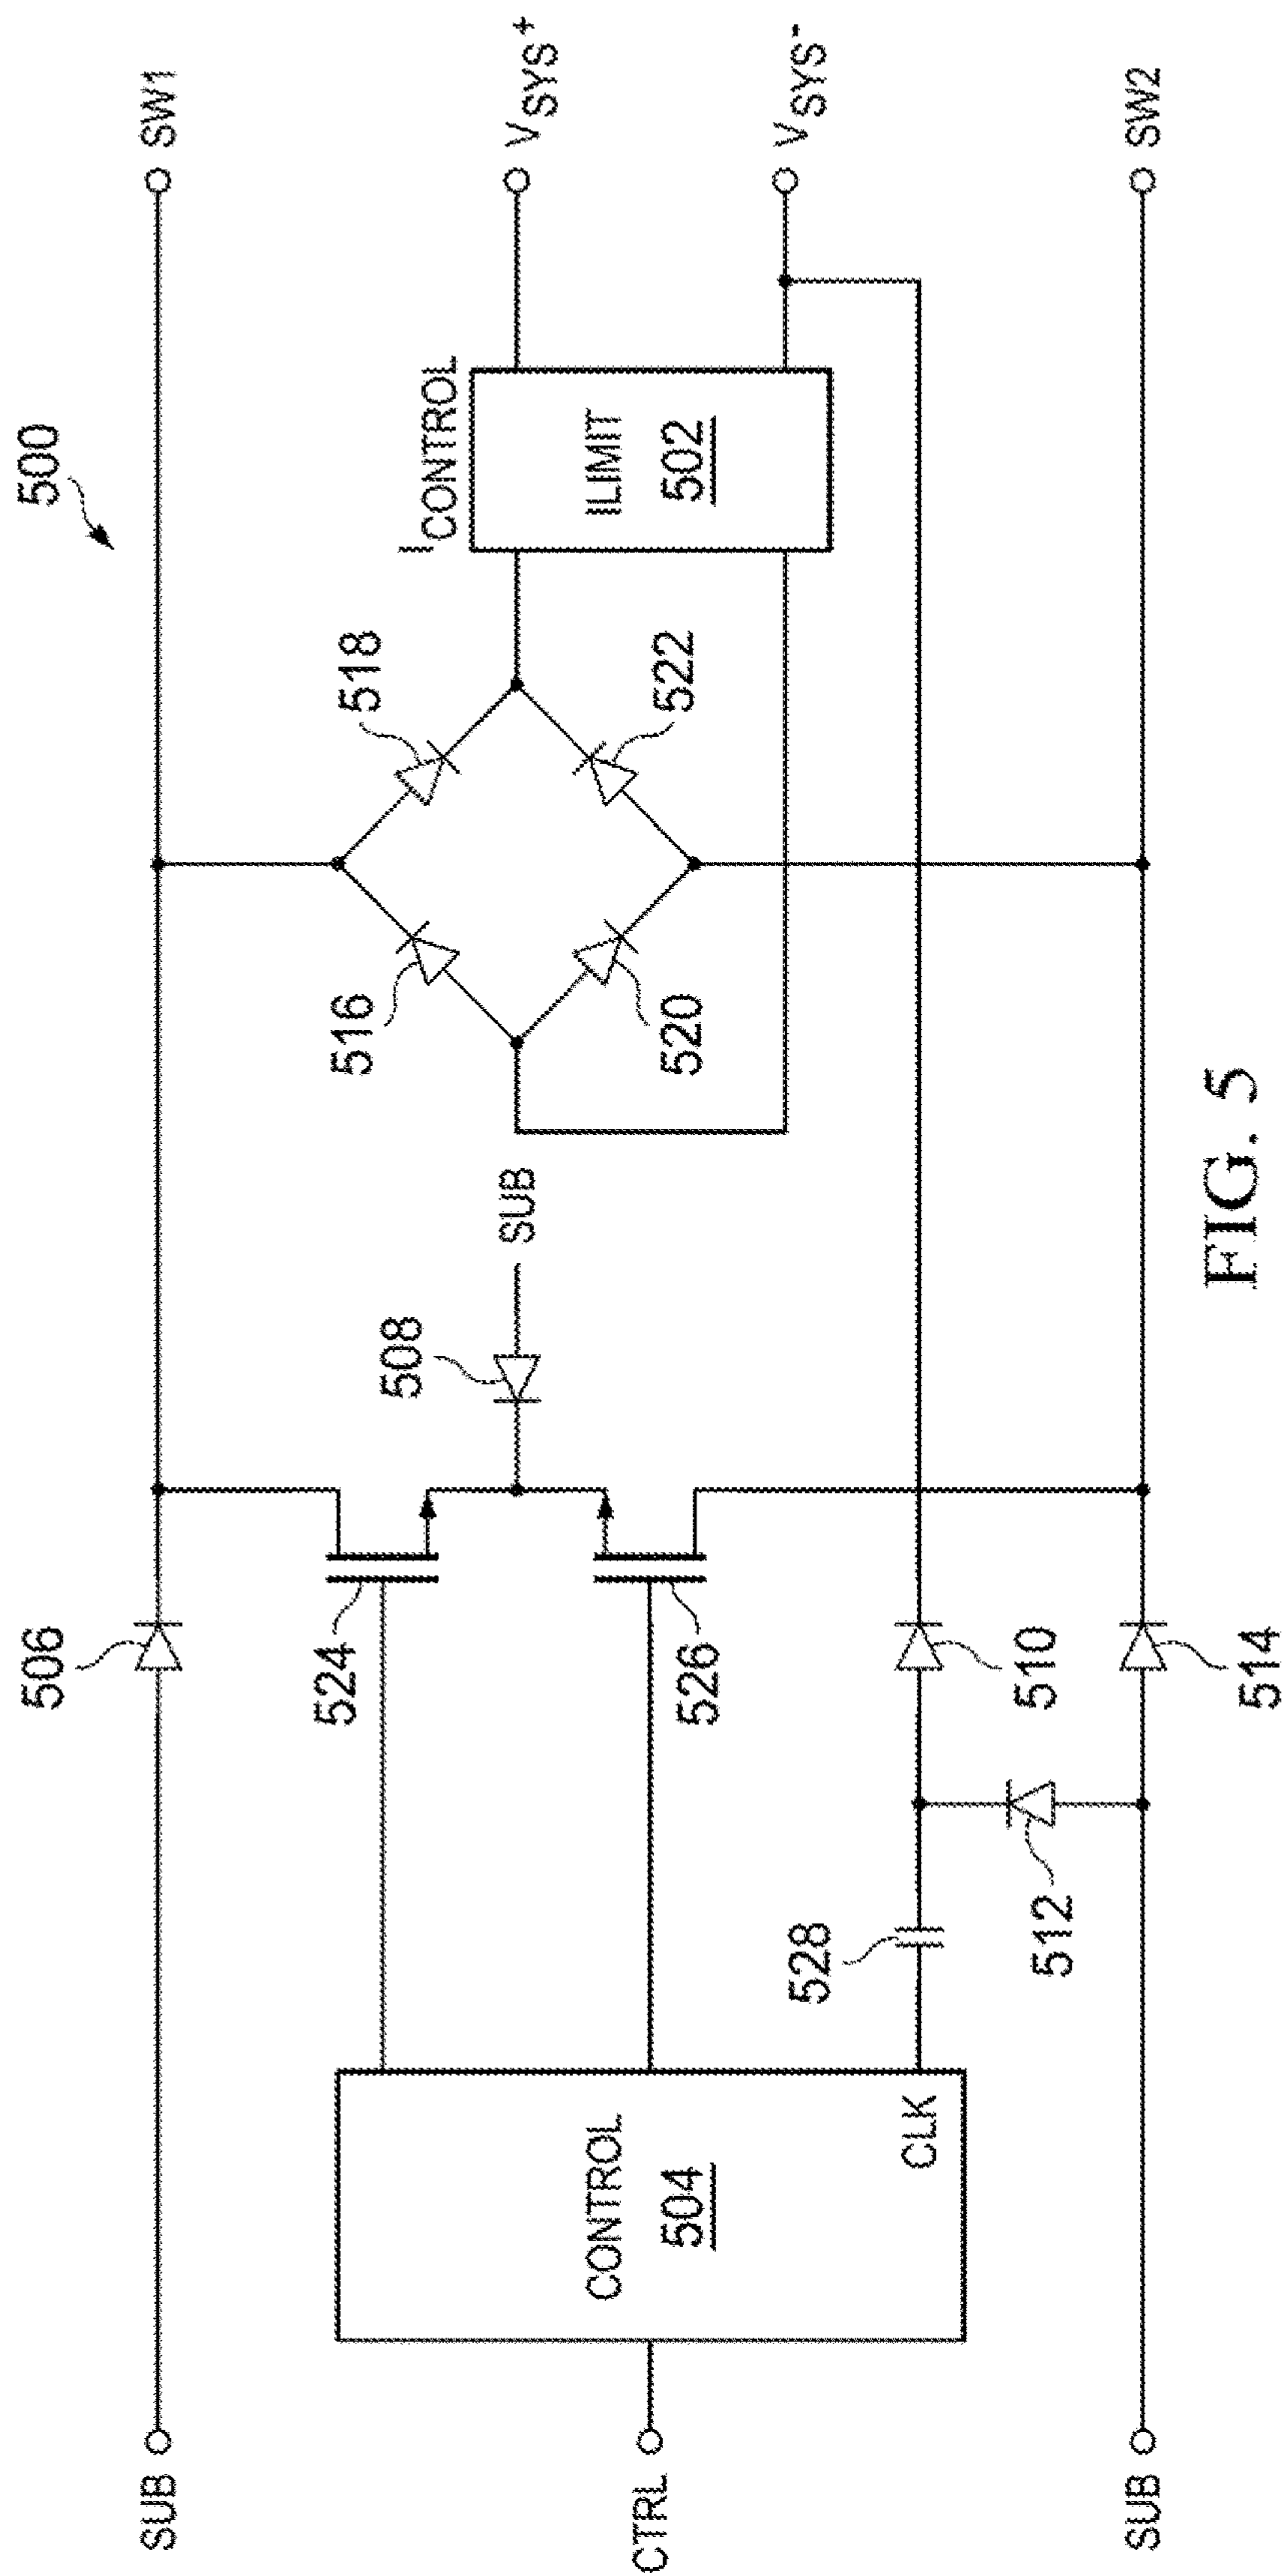 500
SUB
506
SW1
524
508
SUB
516
518
520
522
I CONTROL
ILIMIT
502
VSYS+
VSYS-
CTRL
CONTROL
504
CLK
526
528
510
512
514
SUB
SW2
FIG. 5